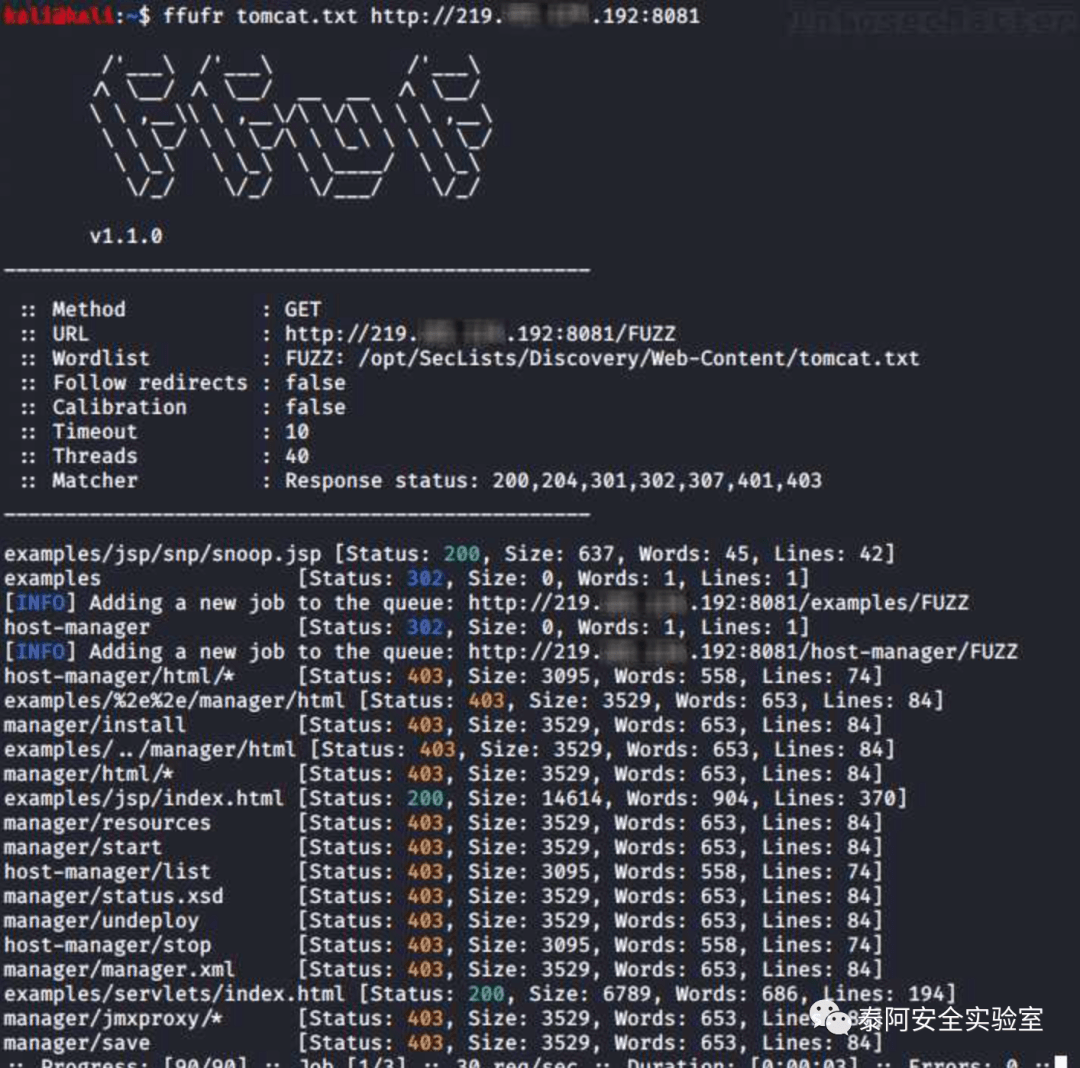 kali@kali:~$ ffufr tomcat.txt http://219. .192:8081
v1.1.0
:: Method : GET
:: URL : http://219. .192:8081/FUZZ
:: Wordlist : FUZZ: /opt/SecLists/Discovery/Web-Content/tomcat.txt
:: Follow redirects : false
:: Calibration : false
:: Timeout : 10
:: Threads : 40
:: Matcher : Response status: 200,204,301,302,307,401,403
examples/jsp/snp/snoop.jsp [Status: 200, Size: 637, Words: 45, Lines: 42]
examples [Status: 302, Size: 0, Words: 1, Lines: 1]
[INFO] Adding a new job to the queue: http://219. .192:8081/examples/FUZZ
host-manager [Status: 302, Size: 0, Words: 1, Lines: 1]
[INFO] Adding a new job to the queue: http://219. .192:8081/host-manager/FUZZ
host-manager/html/* [Status: 403, Size: 3095, Words: 558, Lines: 74]
examples/%2e%2e/manager/html [Status: 403, Size: 3529, Words: 653, Lines: 84]
manager/install [Status: 403, Size: 3529, Words: 653, Lines: 84]
examples/../manager/html [Status: 403, Size: 3529, Words: 653, Lines: 84]
manager/html/* [Status: 403, Size: 3529, Words: 653, Lines: 84]
examples/jsp/index.html [Status: 200, Size: 14614, Words: 904, Lines: 370]
manager/resources [Status: 403, Size: 3529, Words: 653, Lines: 84]
manager/start [Status: 403, Size: 3529, Words: 653, Lines: 84]
host-manager/list [Status: 403, Size: 3095, Words: 558, Lines: 74]
manager/status.xsd [Status: 403, Size: 3529, Words: 653, Lines: 84]
manager/undeploy [Status: 403, Size: 3529, Words: 653, Lines: 84]
host-manager/stop [Status: 403, Size: 3095, Words: 558, Lines: 74]
manager/manager.xml [Status: 403, Size: 3529, Words: 653, Lines: 84]
examples/servlets/index.html [Status: 200, Size: 6789, Words: 686, Lines: 194]
manager/jmxproxy/* [Status: 403, Size: 3529, Words: 653,
泰阿安全实验室
manager/save [Status: 403, Size: 3529, Words: 653, Lines: 84]
:: Progress: [90/90] :: Job [1/3] :: 30 req/sec :: Duration: [0:00:03] :: Errors: 0 ::